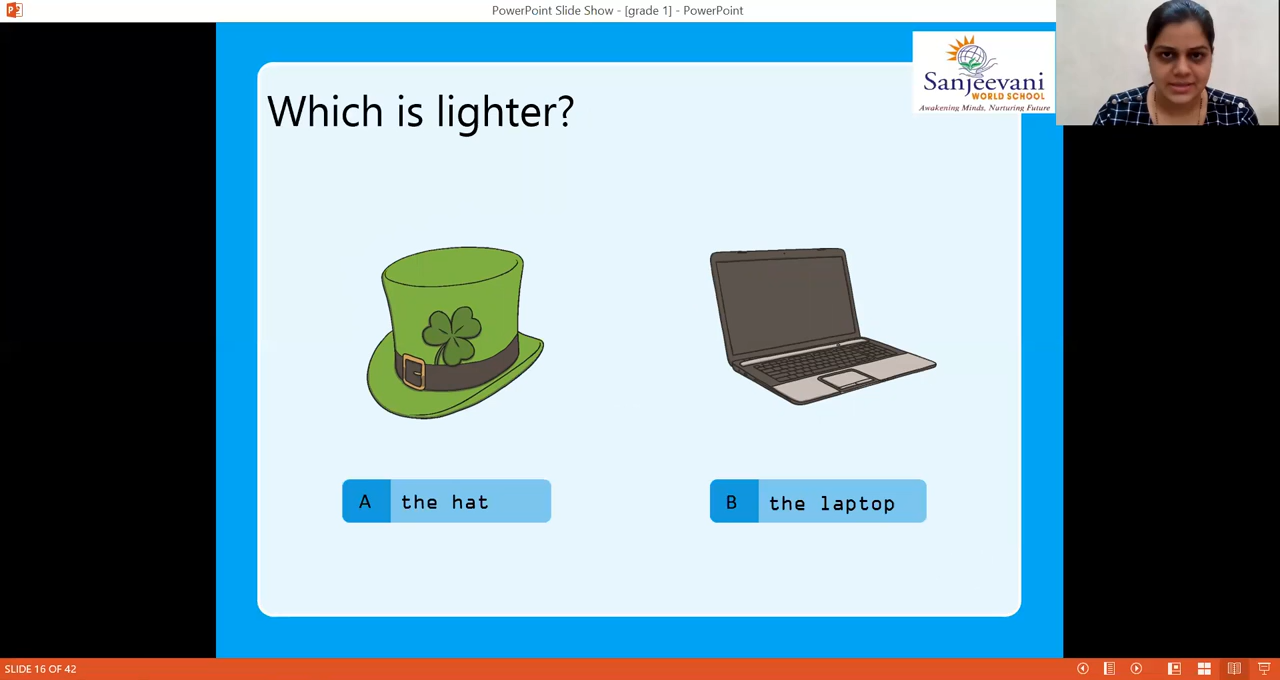 PowerPoint Slide Show - [grade 1] - PowerPoint
Sanjeevani
WORLD SCHOOL
Awakening Minds, Nurturing Future
Which is lighter?
A the hat
B the laptop
SLIDE 16 OF 42